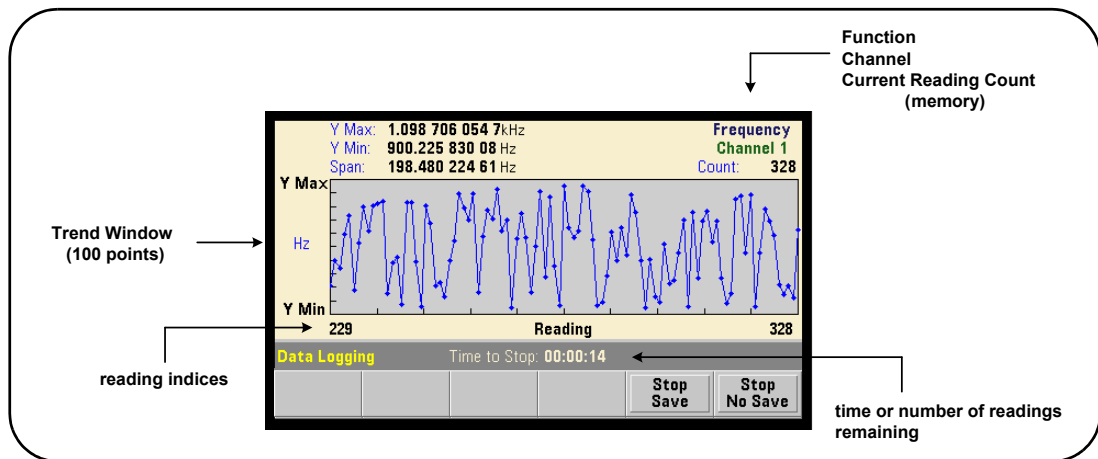 Function
Channel
Current Reading Count
(memory)
Y Max: 1.098 706 054 7kHz
Frequency
Y Min: 900.225 830 08 Hz
Channel 1
Span: 198.480 224 61 Hz
Count: 328
Y Max
Trend Window
(100 points)
Hz
Y Min
229
Reading
328
Data Logging
Time to Stop: 00:00:14
reading indices
Stop
Save
Stop
No Save
time or number of readings
remaining